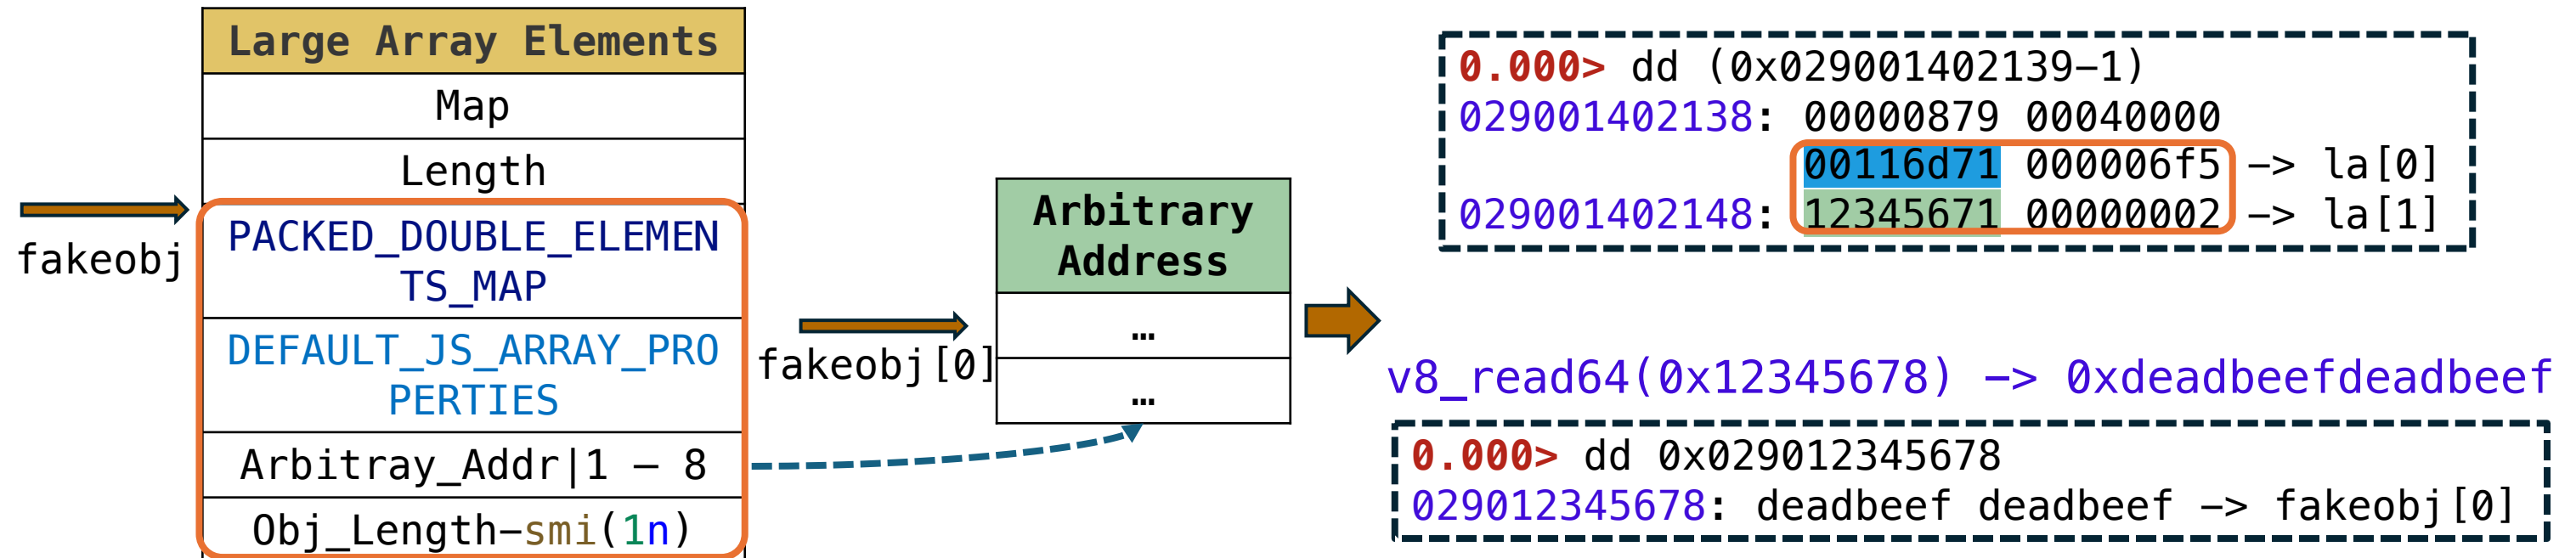 Large Array Elements
Map
Length
fakeobj
PACKED_DOUBLE_ELEMEN
TS_MAP
DEFAULT_JS_ARRAY_PRO
PERTIES
Arbitray_Addr|1 – 8
Obj_Length–smi(1n)
fakeobj[0]
Arbitrary
Address
…
…
0.000> dd (0x029001402139–1)
029001402138: 00000879 00040000
00116d71 000006f5 –> la[0]
029001402148: 12345671 00000002 –> la[1]
v8_read64(0x12345678) –> 0xdeadbeefdeadbeef
0.000> dd 0x029012345678
029012345678: deadbeef deadbeef –> fakeobj[0]